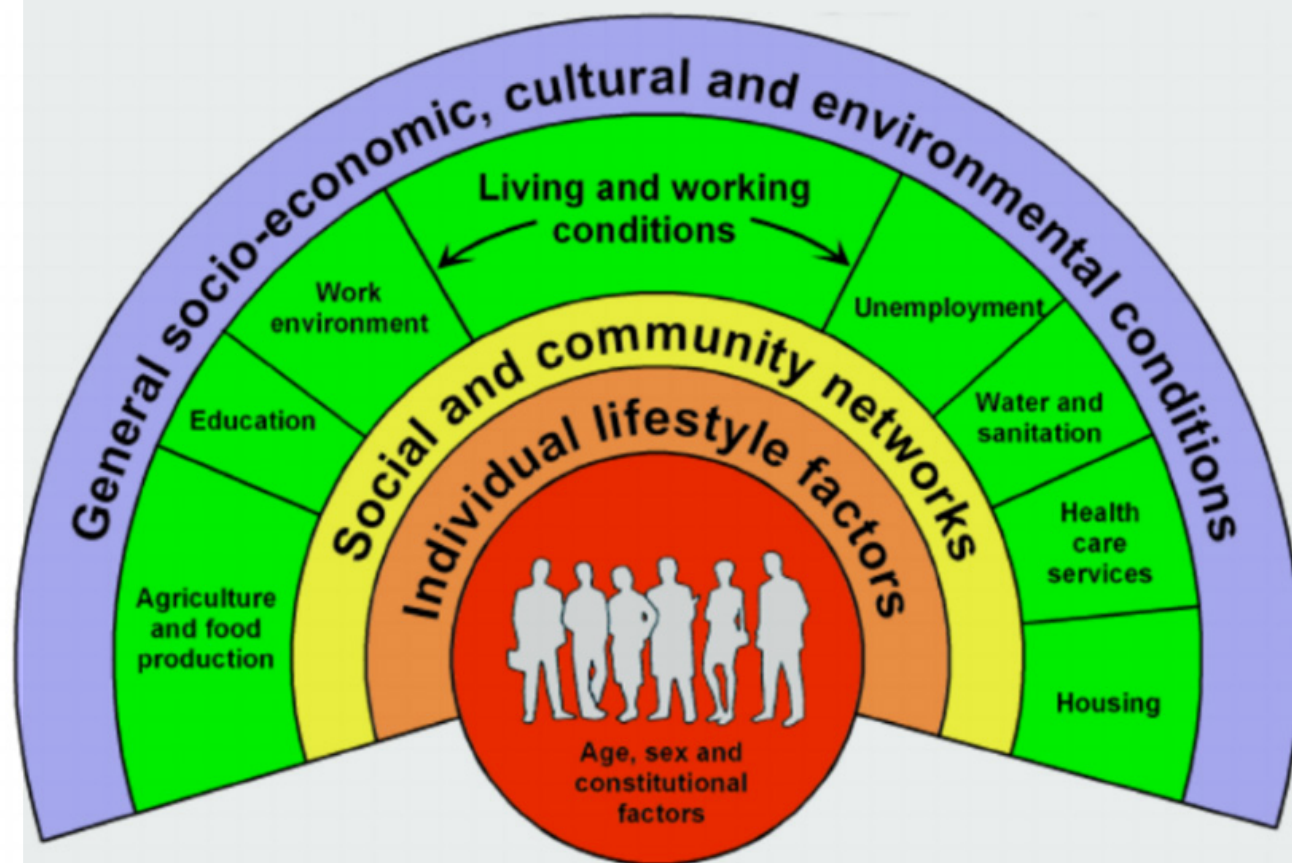 General socio-economic, cultural and environmental conditions
Living and working
conditions
Work
environment
Unemployment
Education
Water and
sanitation
Agriculture
and food
production
Health
care
services
Housing
Social and community networks
Individual lifestyle factors
Age, sex and
constitutional
factors